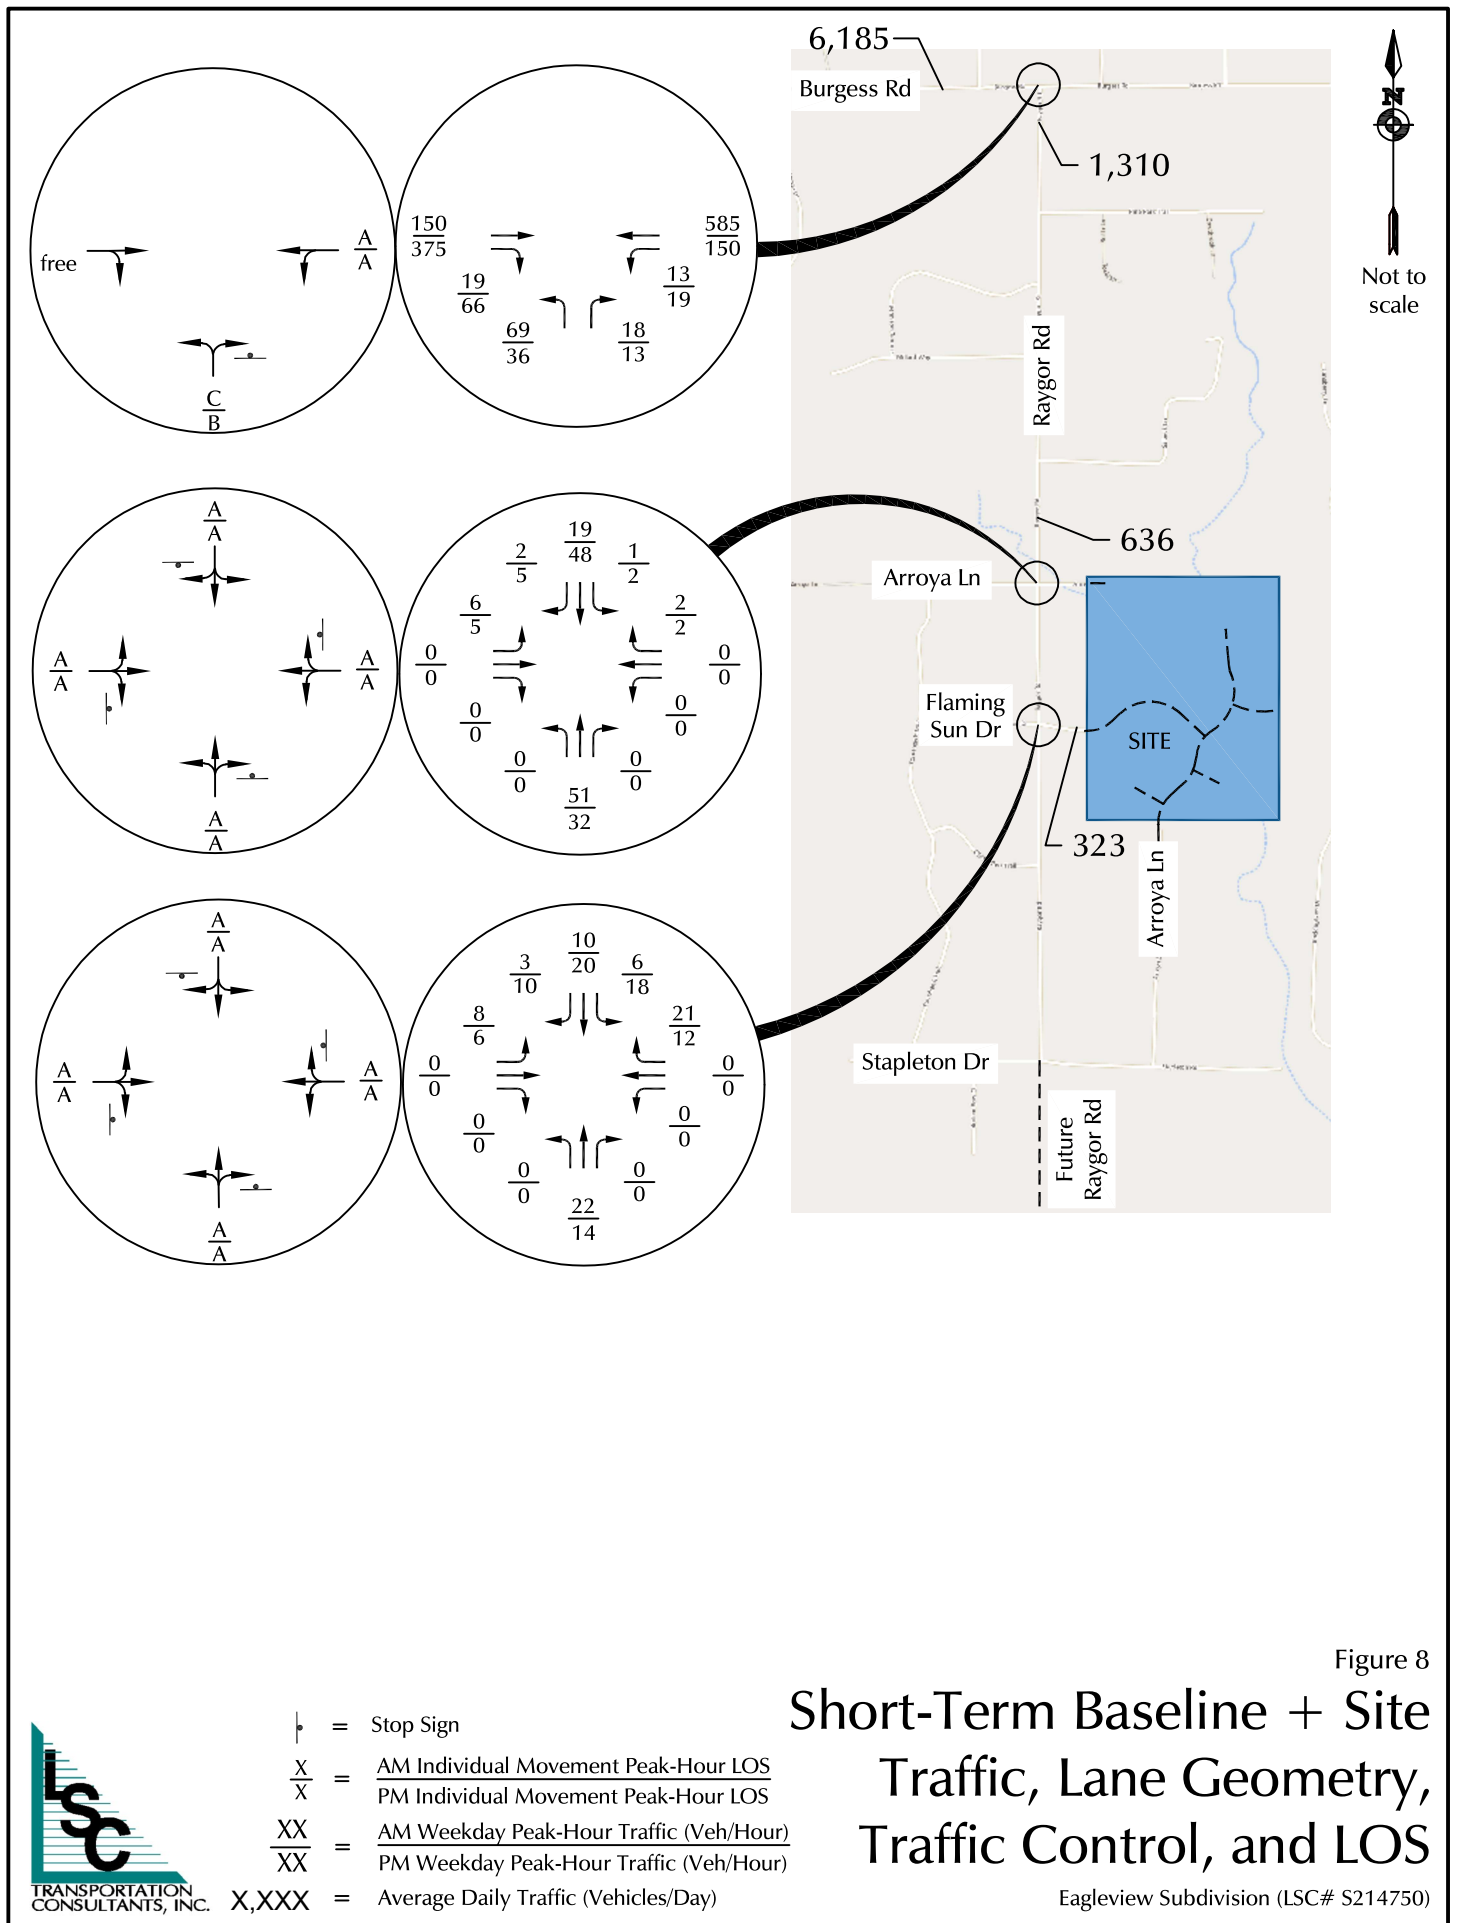 6,185
Burgess Rd
N
1,310
Not to
scale
150
375
585
150
free
A
A
19
66
13
19
69
36
18
13
C
B
Raygor Rd
A
A
19
48
2
5
1
2
636
Arroya Ln
6
5
2
2
A
A
A
A
0
0
0
0
0
0
0
0
Flaming
Sun Dr
SITE
0
0
0
0
51
32
A
A
323
Arroya Ln
A
A
10
20
3
10
6
18
8
6
21
12
A
A
A
A
0
0
0
0
Stapleton Dr
0
0
0
0
Future
Raygor Rd
0
0
0
0
22
14
A
A
Figure 8
Short-Term Baseline + Site
Traffic, Lane Geometry,
Traffic Control, and LOS
Eagleview Subdivision (LSC# S214750)
= Stop Sign
X
X
=
AM Individual Movement Peak-Hour LOS
PM Individual Movement Peak-Hour LOS
XX
XX
=
AM Weekday Peak-Hour Traffic (Veh/Hour)
PM Weekday Peak-Hour Traffic (Veh/Hour)
X,XXX = Average Daily Traffic (Vehicles/Day)
LSC
TRANSPORTATION
CONSULTANTS, INC.